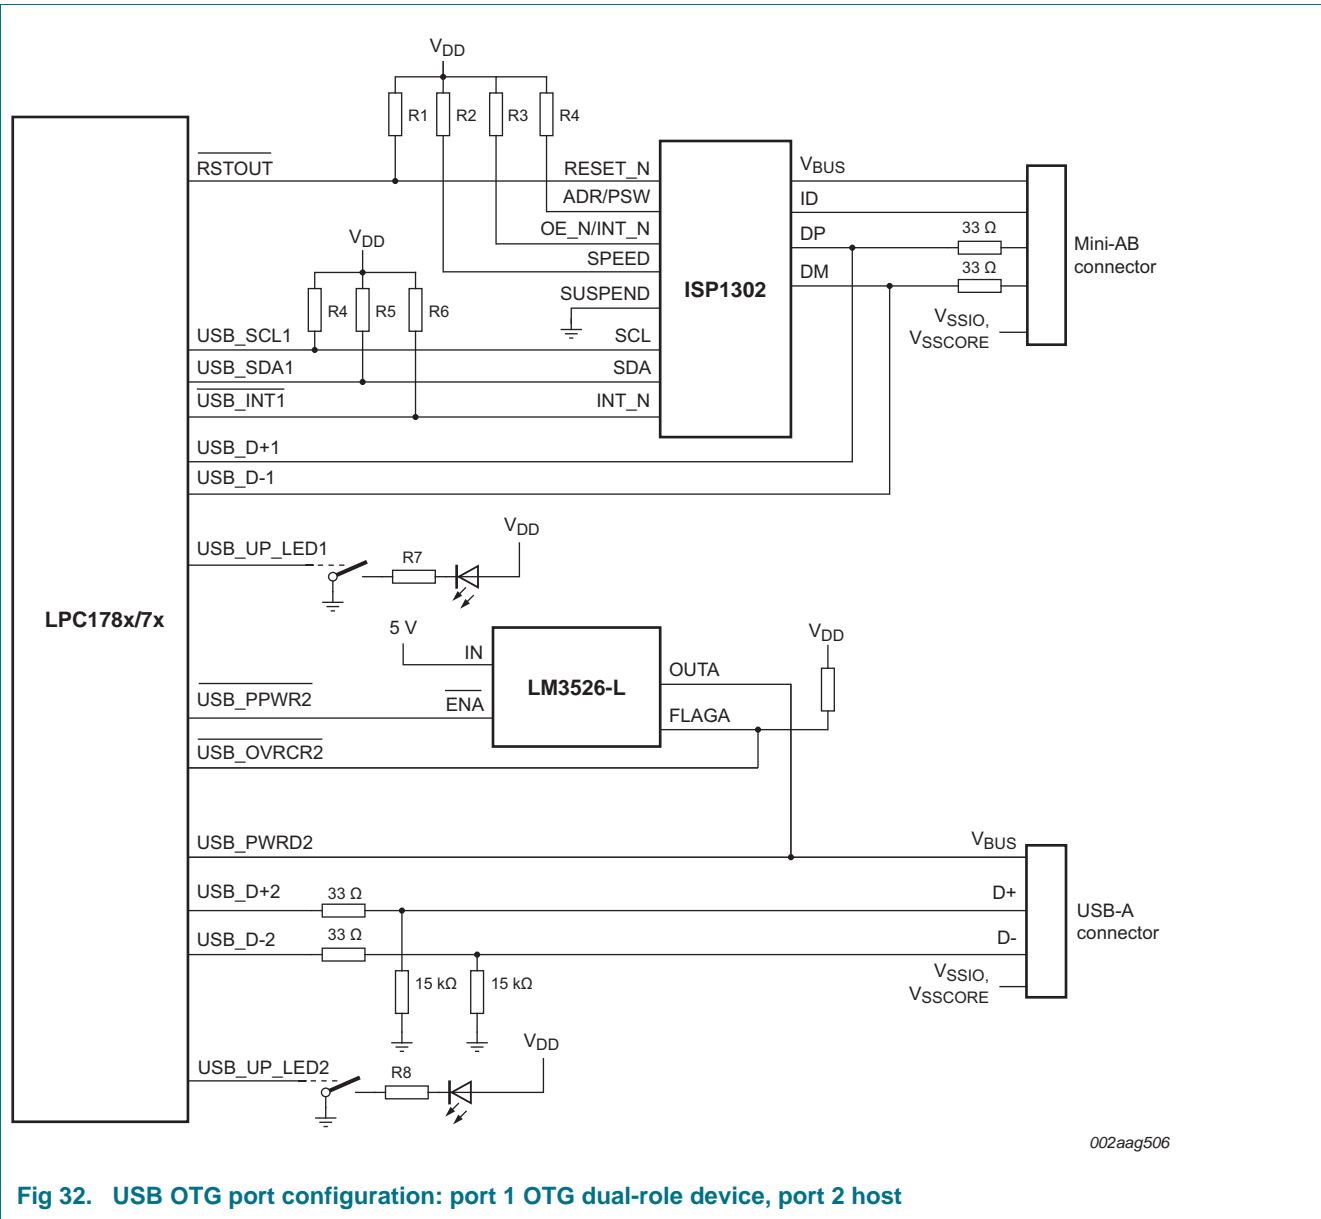 VDD
R1 R2 R3 R4
RSTOUT
RESET_N
ADR/PSW
OE_N/INT_N
SPEED
SUSPEND
VDD
R4 R5 R6
USB_SCL1
SCL
USB_SDA1
SDA
USB_INT1
INT_N
USB_D+1
USB_D-1
ISP1302
VBUS
ID
DP
33 Ω
DM
33 Ω
VSSIO,
VSSCORE
Mini-AB
connector
VDD
USB_UP_LED1
R7
LPC178x/7x
5 V
IN
LM3526-L
OUTA
VDD
USB_PPWR2
ENA
FLAGA
USB_OVRCR2
USB_PWRD2
VBUS
USB_D+2
33 Ω
D+
USB_D-2
33 Ω
D-
USB-A
connector
15 kΩ
15 kΩ
VSSIO,
VSSCORE
VDD
USB_UP_LED2
R8
002aag506
Fig 32. USB OTG port configuration: port 1 OTG dual-role device, port 2 host